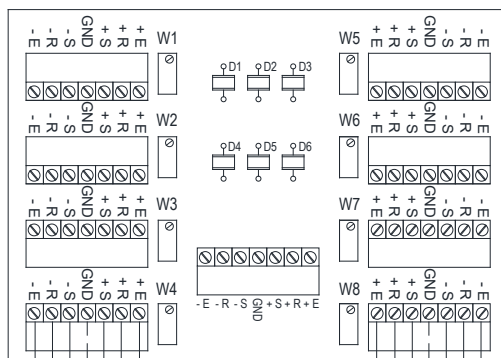 - E - R - S GND + S + R + E W1 W5 + E + R + S GND - S - R - E
D1 D2 D3
- E - R - S GND + S + R + E W2 W6 + E + R + S GND - S - R - E
D4 D5 D6
- E - R - S GND + S + R + E W3 W7 + E + R + S GND - S - R - E
- E - R - S GND + S + R + E W4 W8 + E + R + S GND - S - R - E
- E - R - S GND + S + R + E